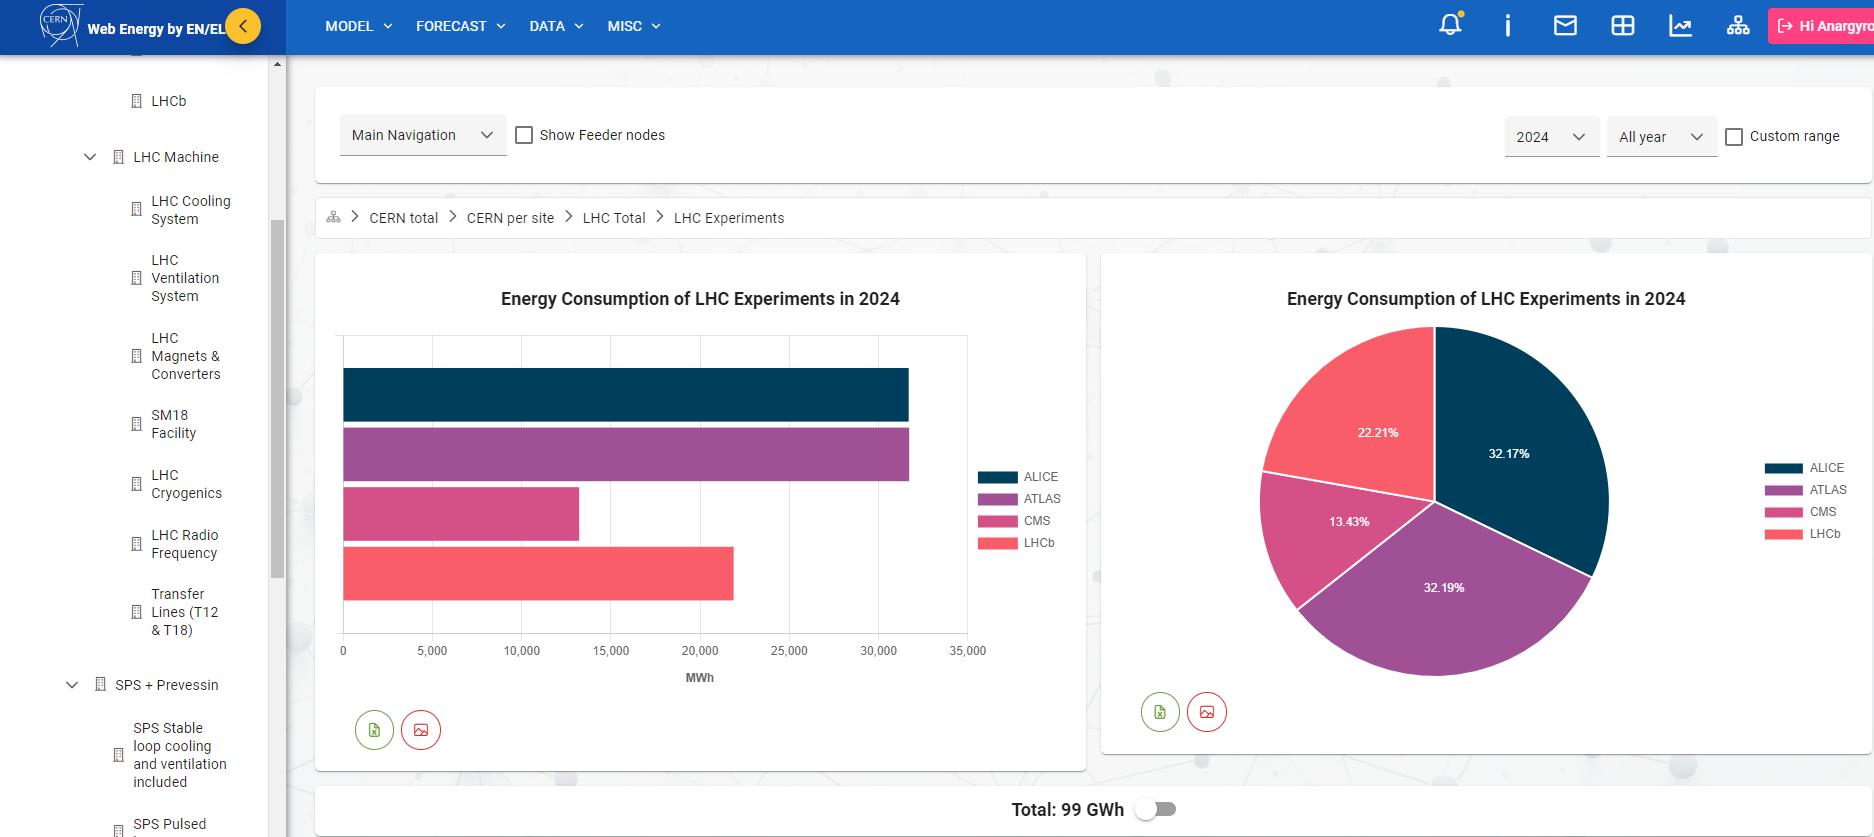 CERN
Web Energy by EN/EL
MODEL
FORECAST
DATA
MISC
Hi Anargyro
LHCb
LHC Machine
LHC Cooling
System
LHC
Ventilation
System
LHC
Magnets &
Converters
SM18
Facility
LHC
Cryogenics
LHC Radio
Frequency
Transfer
Lines (T12
& T18)
SPS + Prevessin
SPS Stable
loop cooling
and ventilation
included
SPS Pulsed
Main Navigation
Show Feeder nodes
2024
All year
Custom range
CERN total
CERN per site
LHC Total
LHC Experiments
Energy Consumption of LHC Experiments in 2024
ALICE
ATLAS
CMS
LHCb
0
5,000
10,000
15,000
20,000
25,000
30,000
35,000
MWh
Energy Consumption of LHC Experiments in 2024
22.21%
32.17%
13.43%
32.19%
ALICE
ATLAS
CMS
LHCb
Total: 99 GWh